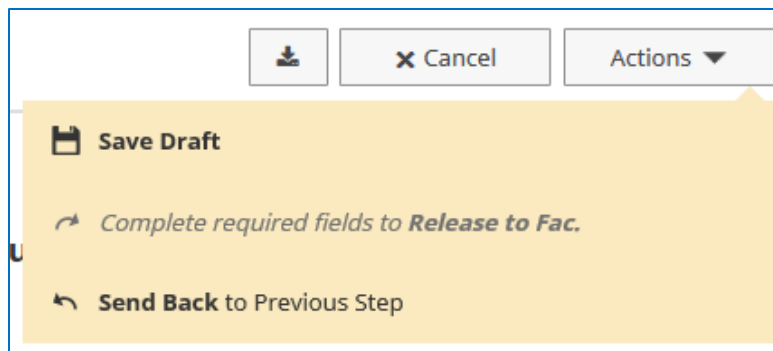 Cancel
Actions
Save Draft
Complete required fields to Release to Fac.
u
Send Back to Previous Step